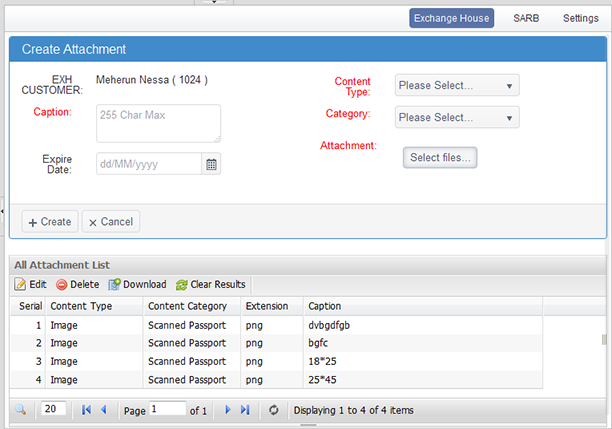 Exchange House SARB Settings
Create Attachment
EXH CUSTOMER: Meherun Nessa ( 1024 )
Content Type: Please Select...
Caption: 255 Char Max
Category: Please Select...
Attachment: Select files...
Expire Date: dd/MM/yyyy
+ Create × Cancel
All Attachment List
Edit Delete Download Clear Results
Serial Content Type Content Category Extension Caption
1 Image Scanned Passport png dvbgdfgb
2 Image Scanned Passport png bgfc
3 Image Scanned Passport png 18*25
4 Image Scanned Passport png 25*45
20 Page 1 of 1 Displaying 1 to 4 of 4 items